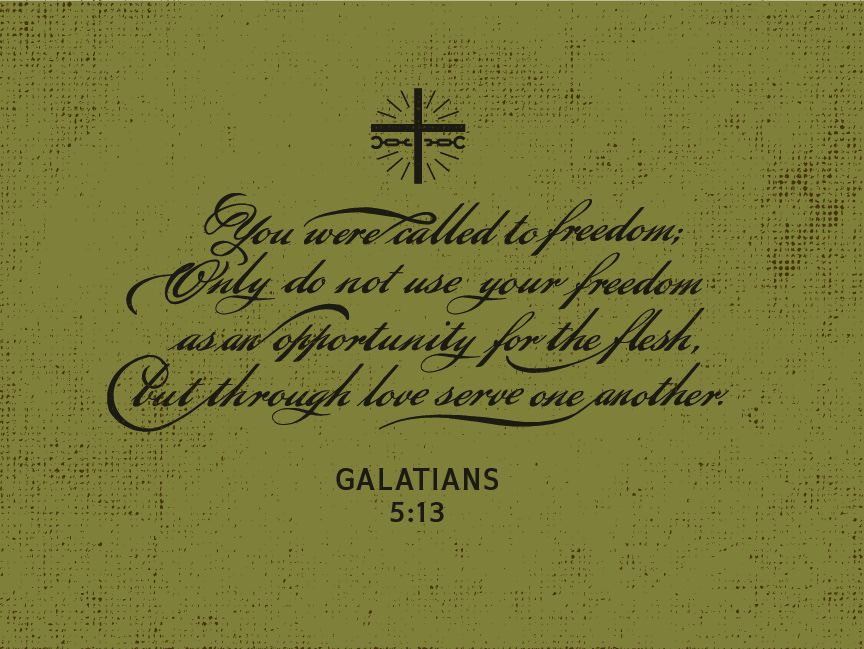 You were called to freedom;
Only do not use your freedom
as an opportunity for the flesh,
but through love serve one another.
GALATIANS
5:13